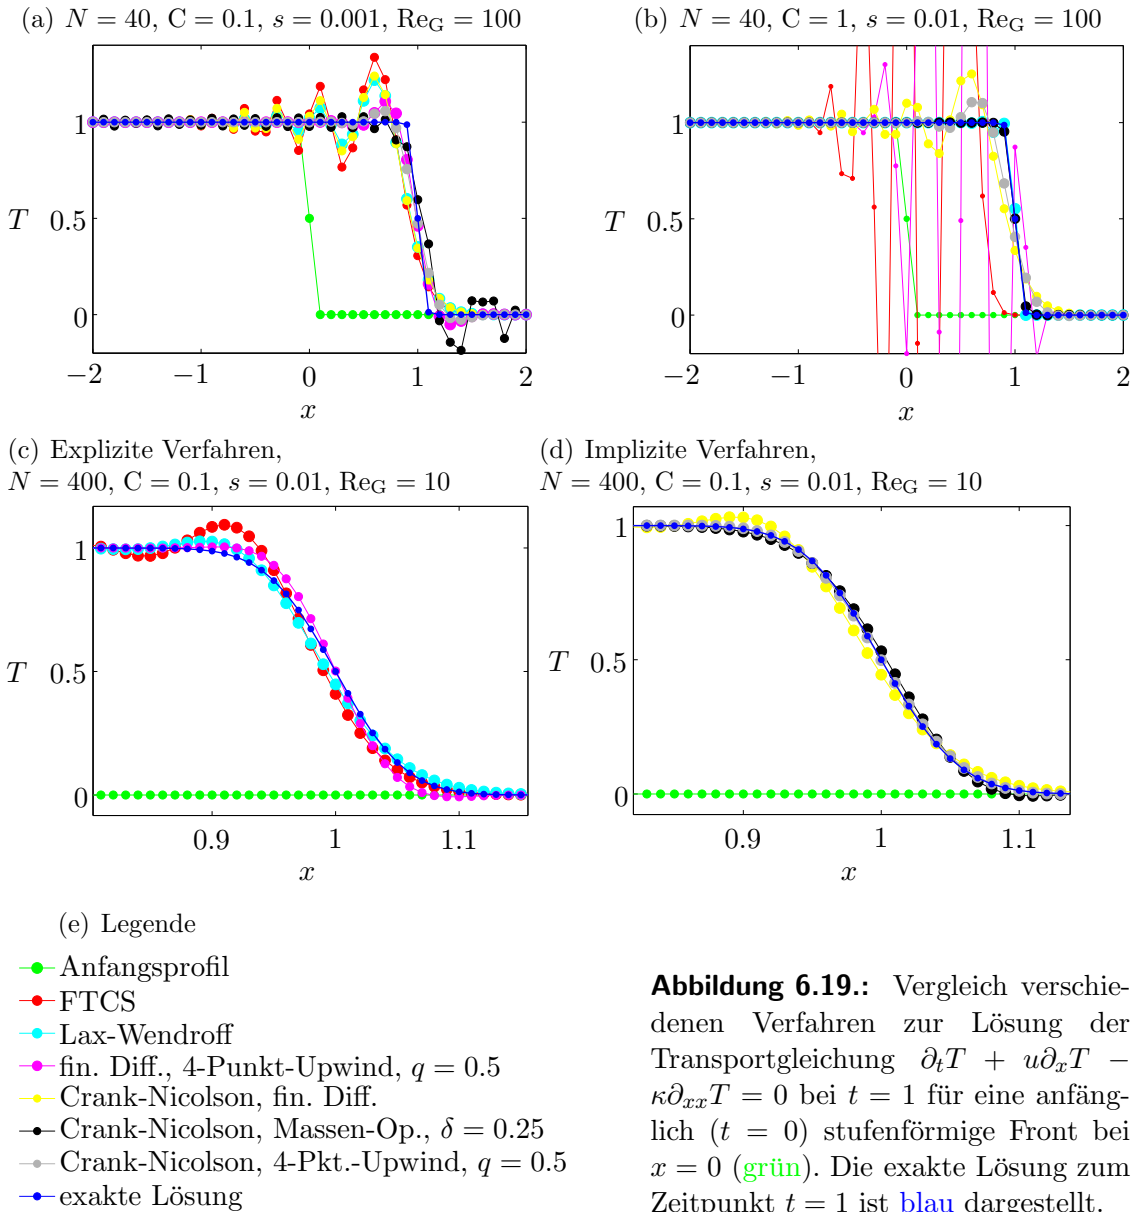 (a) N = 40, C = 0.1, s = 0.001, Re_G = 100
(b) N = 40, C = 1, s = 0.01, Re_G = 100
1
0.5
0
T
−2
−1
0
1
2
x
1
0.5
0
T
−2
−1
0
1
2
x
(c) Explizite Verfahren,
N = 400, C = 0.1, s = 0.01, Re_G = 10
(d) Implizite Verfahren,
N = 400, C = 0.1, s = 0.01, Re_G = 10
1
0.5
0
T
0.9
1
1.1
x
1
0.5
0
T
0.9
1
1.1
x
(e) Legende
Anfangsprofil
FTCS
Lax-Wendroff
fin. Diff., 4-Punkt-Upwind, q = 0.5
Crank-Nicolson, fin. Diff.
Crank-Nicolson, Massen-Op., δ = 0.25
Crank-Nicolson, 4-Pkt.-Upwind, q = 0.5
exakte Lösung
Abbildung 6.19.: Vergleich verschie-
denen Verfahren zur Lösung der
Transportgleichung ∂_tT + u∂_xT −
κ∂_xxT = 0 bei t = 1 für eine anfäng-
lich (t = 0) stufenförmige Front bei
x = 0 (grün). Die exakte Lösung zum
Zeitpunkt t = 1 ist blau dargestellt.